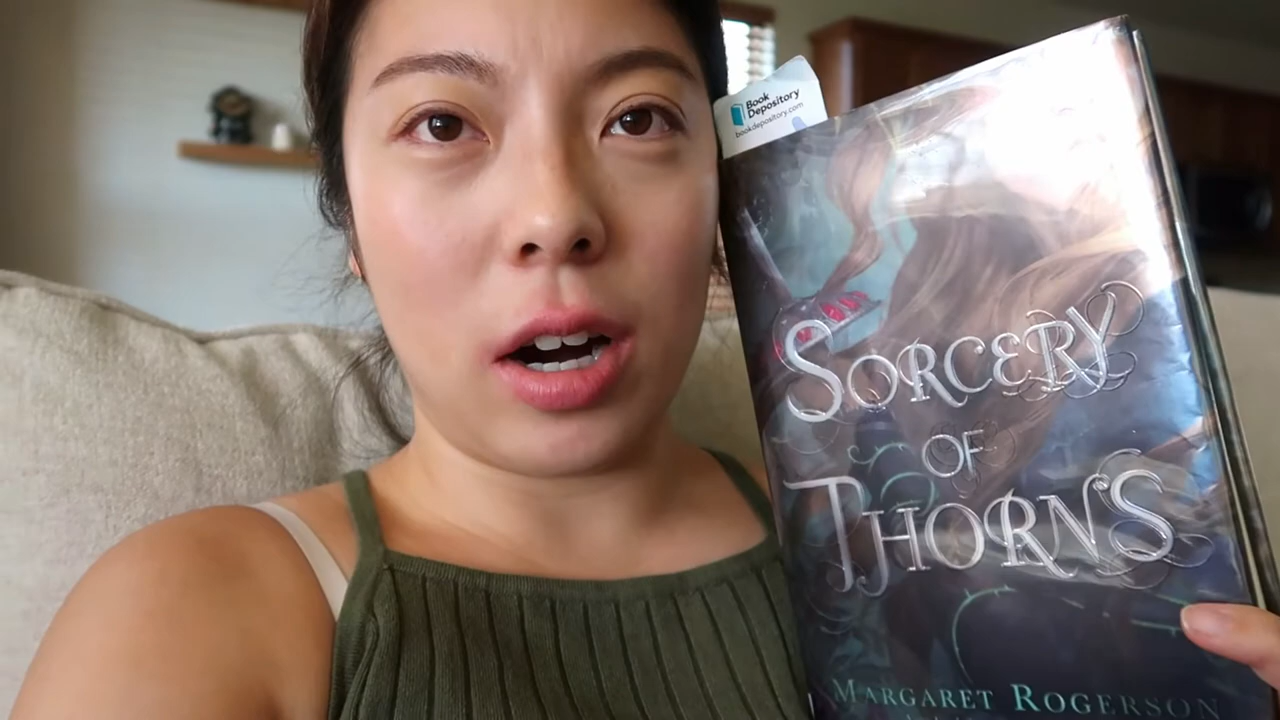 Book
Depository
bookdepository.com
SORCERY
OF
THORNS
MARGARET ROGERSON